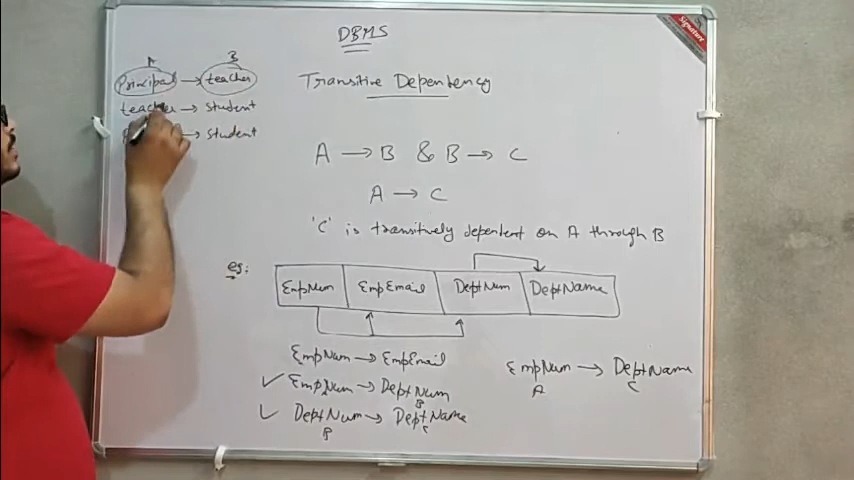 DBMS
A B
Principal → teacher
teacher → Student
→ Student
Transitive Dependency
A → B & B → C
A → C
'C' is transitively dependent on A through B
eg:
EmpNum EmpEmail DeptNum DeptName
EmpNum → EmpEmail
✓ EmpNum → DeptNum
B
✓ DeptNum → DeptName
B C
EmpNum → DeptName
A C
Signature